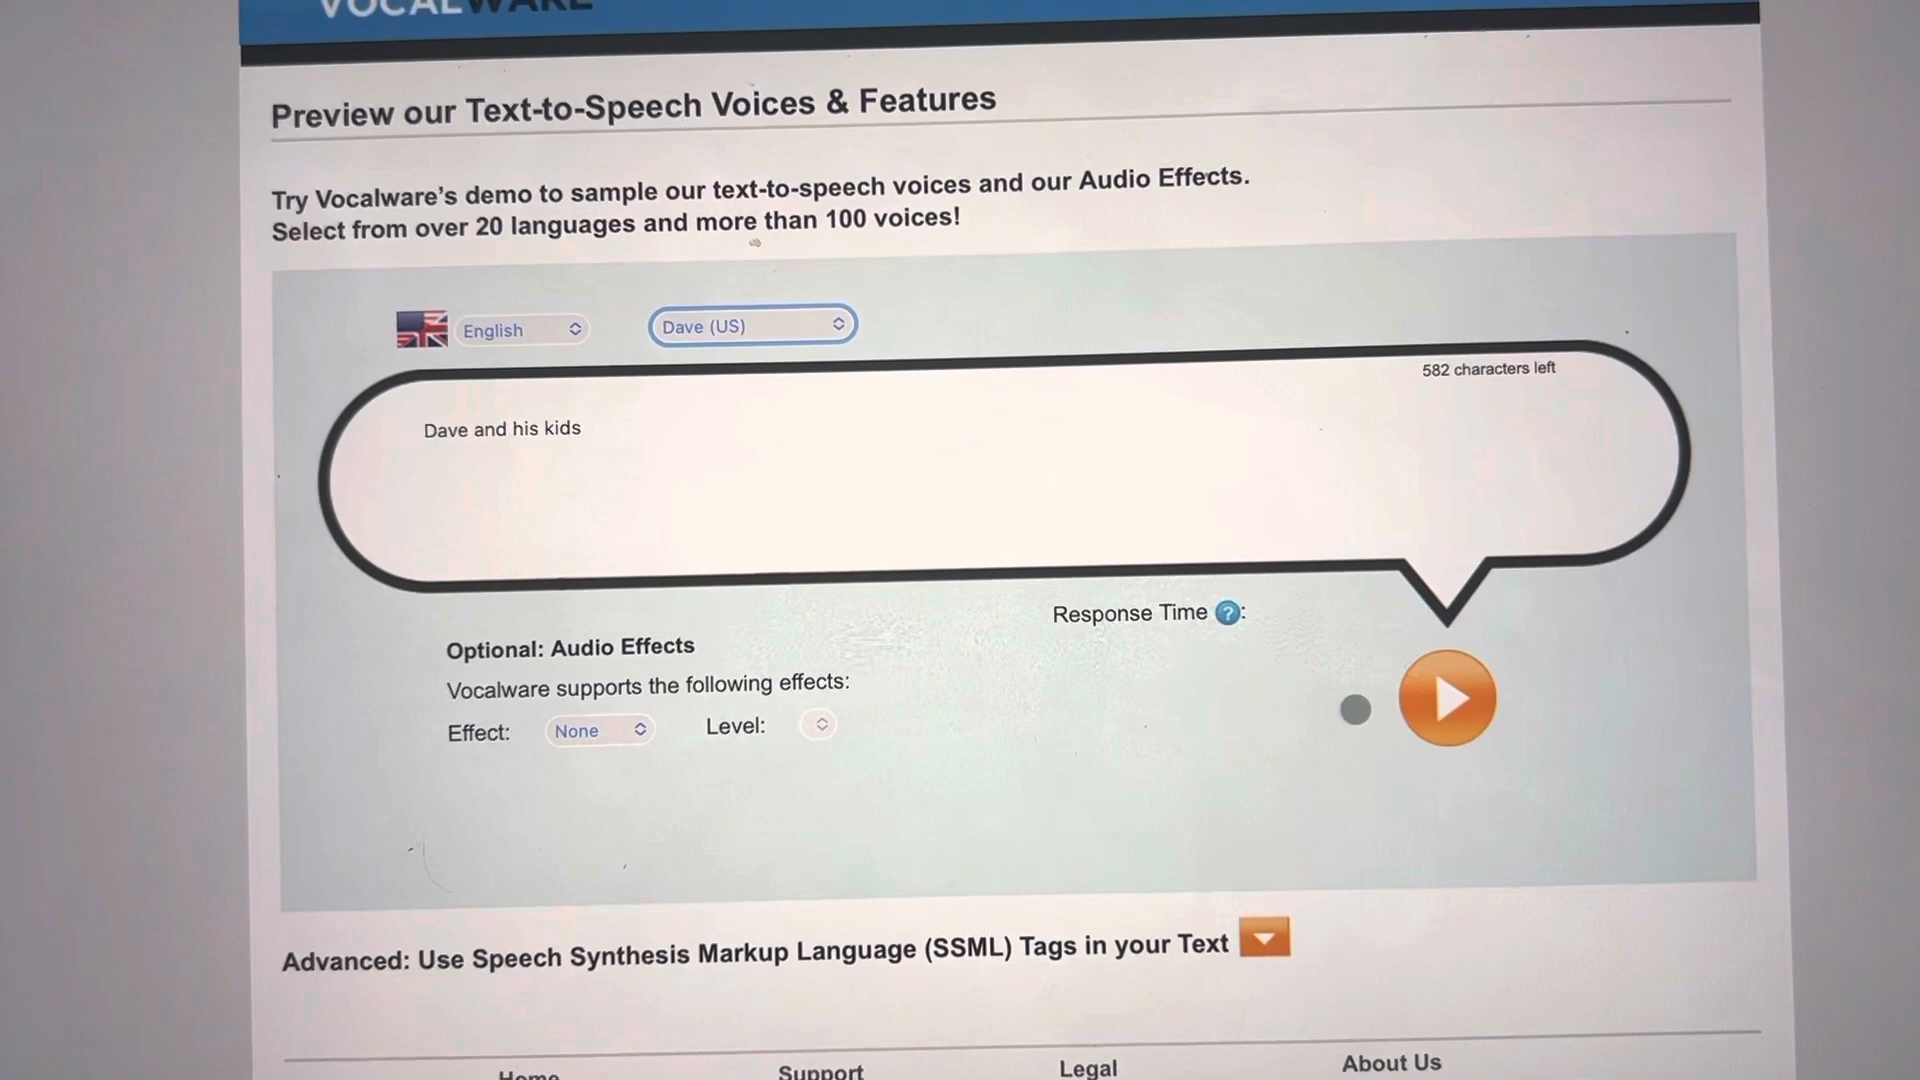 VOCALWARE
Preview our Text-to-Speech Voices & Features
Try Vocalware's demo to sample our text-to-speech voices and our Audio Effects.
Select from over 20 languages and more than 100 voices!
English
Dave (US)
582 characters left
Dave and his kids
Response Time ?:
Optional: Audio Effects
Vocalware supports the following effects:
Effect: None Level:
Advanced: Use Speech Synthesis Markup Language (SSML) Tags in your Text
Home Support Legal About Us